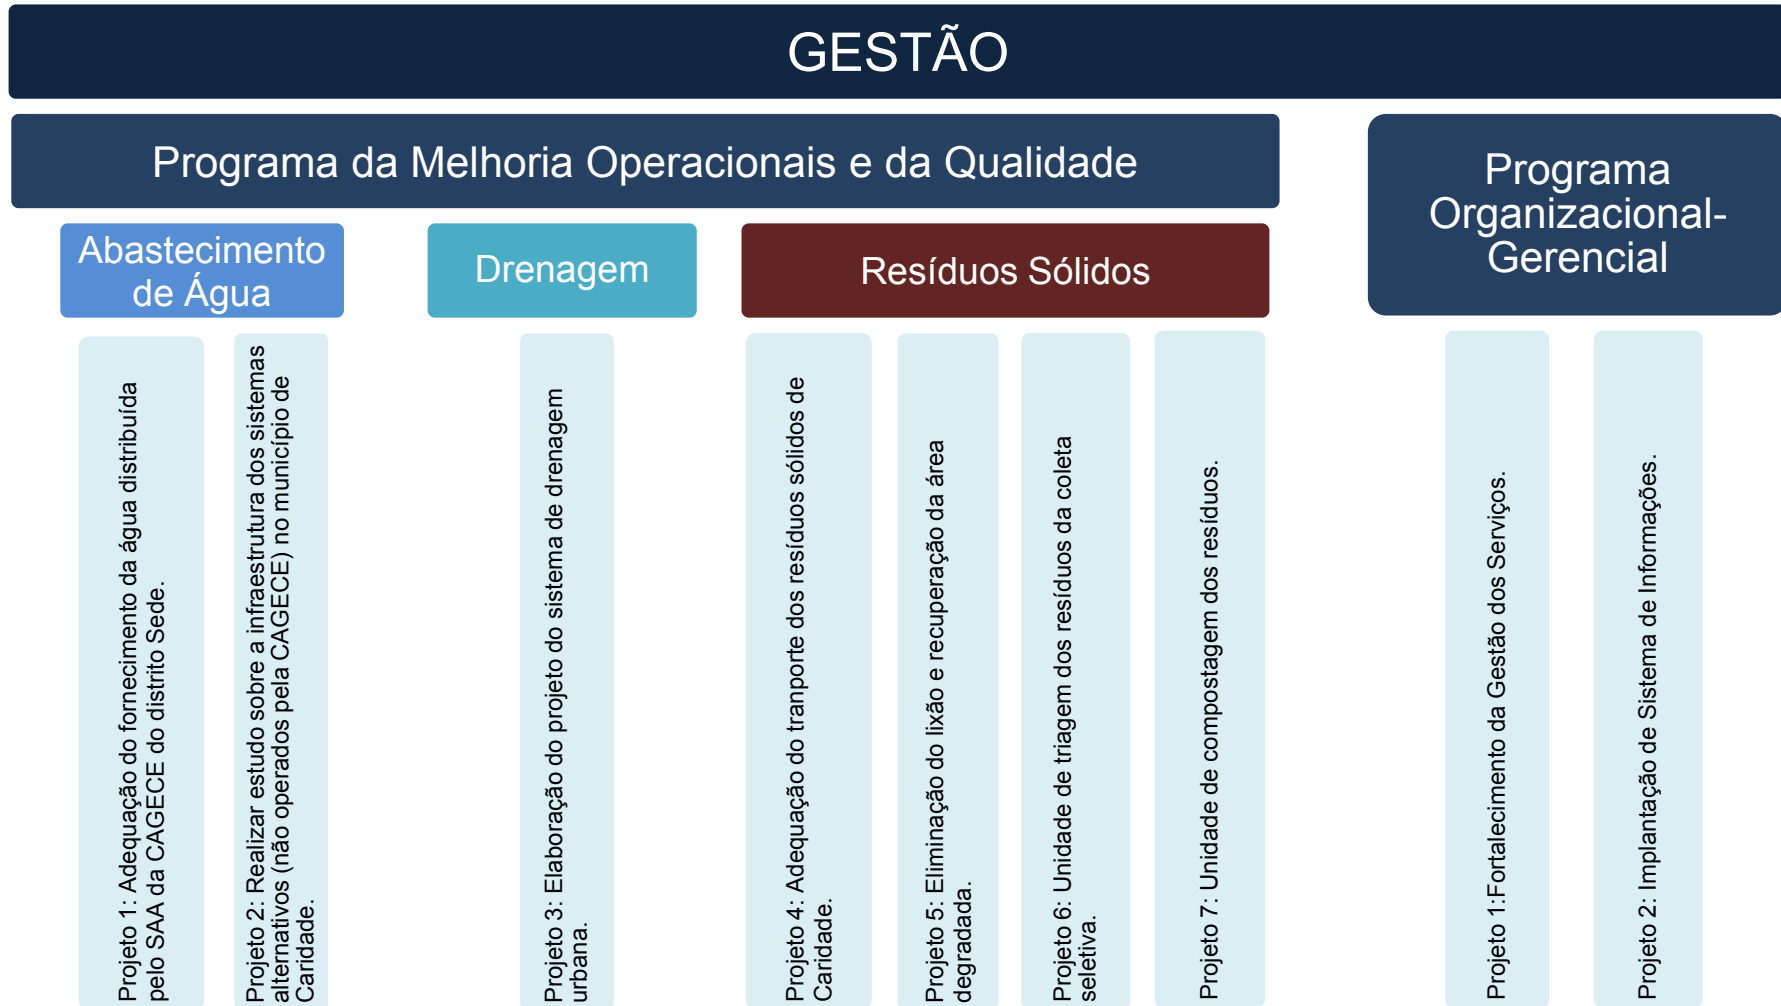 GESTÃO
Programa da Melhoria Operacionais e da Qualidade
Programa
Organizacional-
Gerencial
Abastecimento
de Água
Drenagem
Resíduos Sólidos
Projeto 1: Adequação do fornecimento da água distribuída
pelo SAA da CAGECE do distrito Sede.
Projeto 2: Realizar estudo sobre a infraestrutura dos sistemas
alternativos (não operados pela CAGECE) no município de
Caridade.
Projeto 3: Elaboração do projeto do sistema de drenagem
urbana.
Projeto 4: Adequação do tranporte dos resíduos sólidos de
Caridade.
Projeto 5: Eliminação do lixão e recuperação da área
degradada.
Projeto 6: Unidade de triagem dos resíduos da coleta
seletiva.
Projeto 7: Unidade de compostagem dos resíduos.
Projeto 1:Fortalecimento da Gestão dos Serviços.
Projeto 2: Implantação de Sistema de Informações.